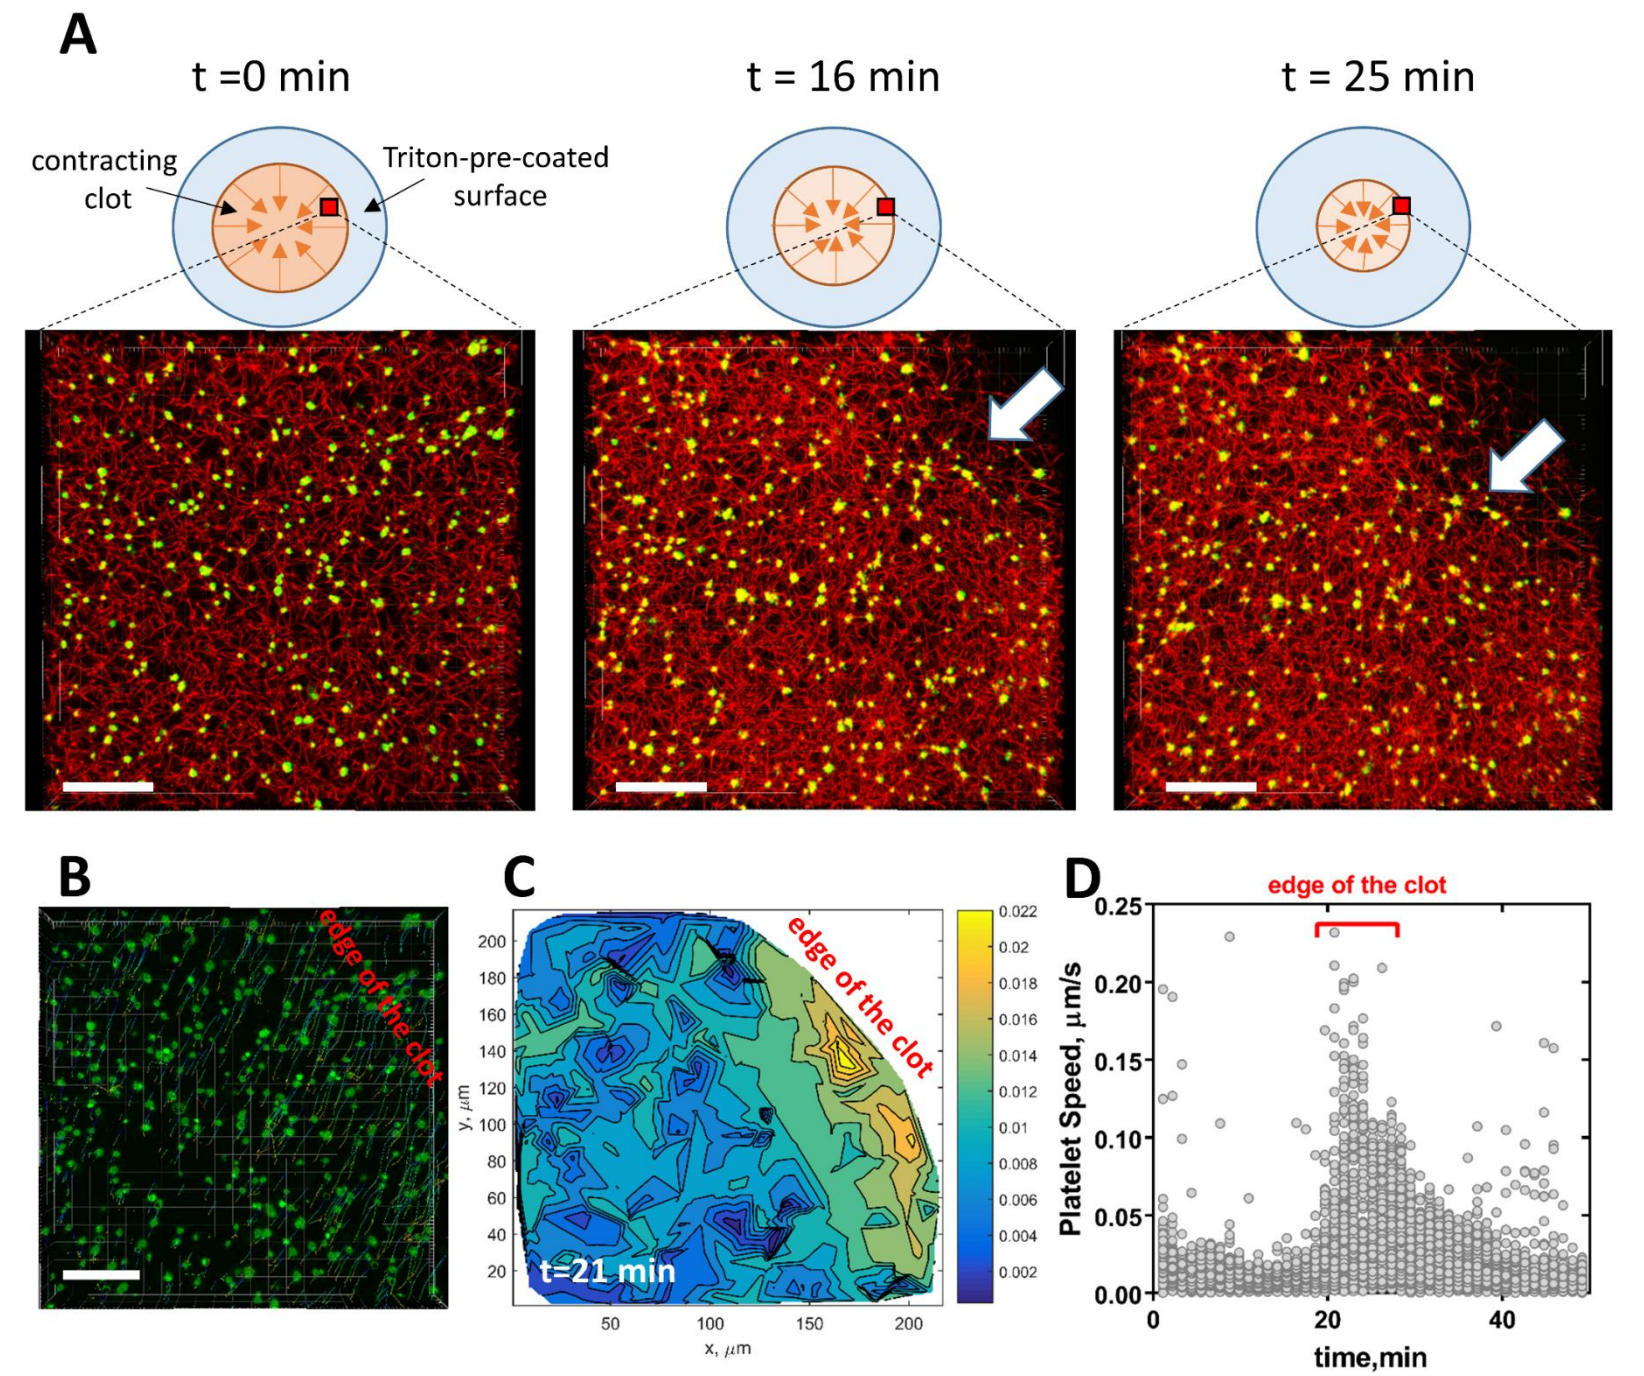 A
t =0 min
t = 16 min
t = 25 min
contracting
clot
Triton-pre-coated
surface
B
edge of the clot
C
edge of the clot
t=21 min
200
180
160
140
120
100
80
60
40
20
y, μm
50
100
150
200
x, μm
0.022
0.02
0.018
0.016
0.014
0.012
0.01
0.008
0.006
0.004
0.002
D
edge of the clot
0.25
0.20
0.15
0.10
0.05
0.00
Platelet Speed, μm/s
0
20
40
time,min